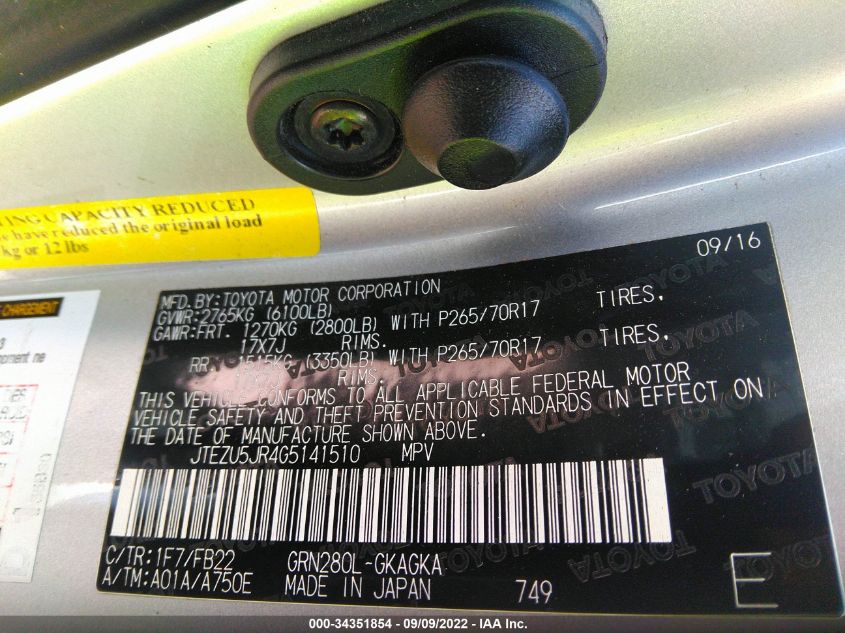 TING CAPACITY REDUCED
have reduced the original load
kg or 12 lbs
CHARGEMENT
09/16
MFD. BY: TOYOTA MOTOR CORPORATION
GVWR: 2765KG (6100LB)
GAWR: FRT. 1270KG (2800LB) WITH P265/70R17 TIRES,
17X7J RIMS.
RR 1515KG (3350LB) WITH P265/70R17 TIRES,
RIMS.
THIS VEHICLE CONFORMS TO ALL APPLICABLE FEDERAL MOTOR
VEHICLE SAFETY AND THEFT PREVENTION STANDARDS IN EFFECT ON
THE DATE OF MANUFACTURE SHOWN ABOVE.
JTEZU5JR4G5141510 MPV
C/TR: 1F7/FB22 GRN280L-GKAGKA
A/TM: A01A/A750E MADE IN JAPAN 749 E
000-34351854 - 09/09/2022 - IAA Inc.